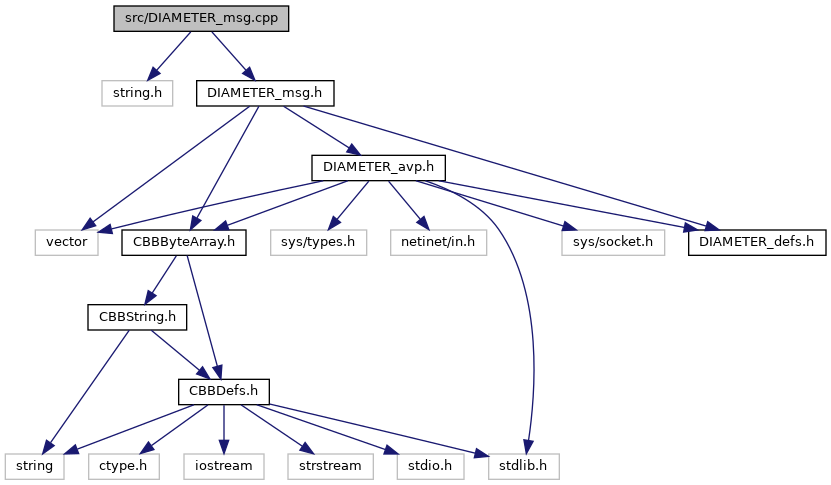 src/DIAMETER_msg.cpp
string.h
DIAMETER_msg.h
DIAMETER_avp.h
vector
CBBByteArray.h
sys/types.h
netinet/in.h
sys/socket.h
DIAMETER_defs.h
CBBString.h
CBBDefs.h
string
ctype.h
iostream
strstream
stdio.h
stdlib.h